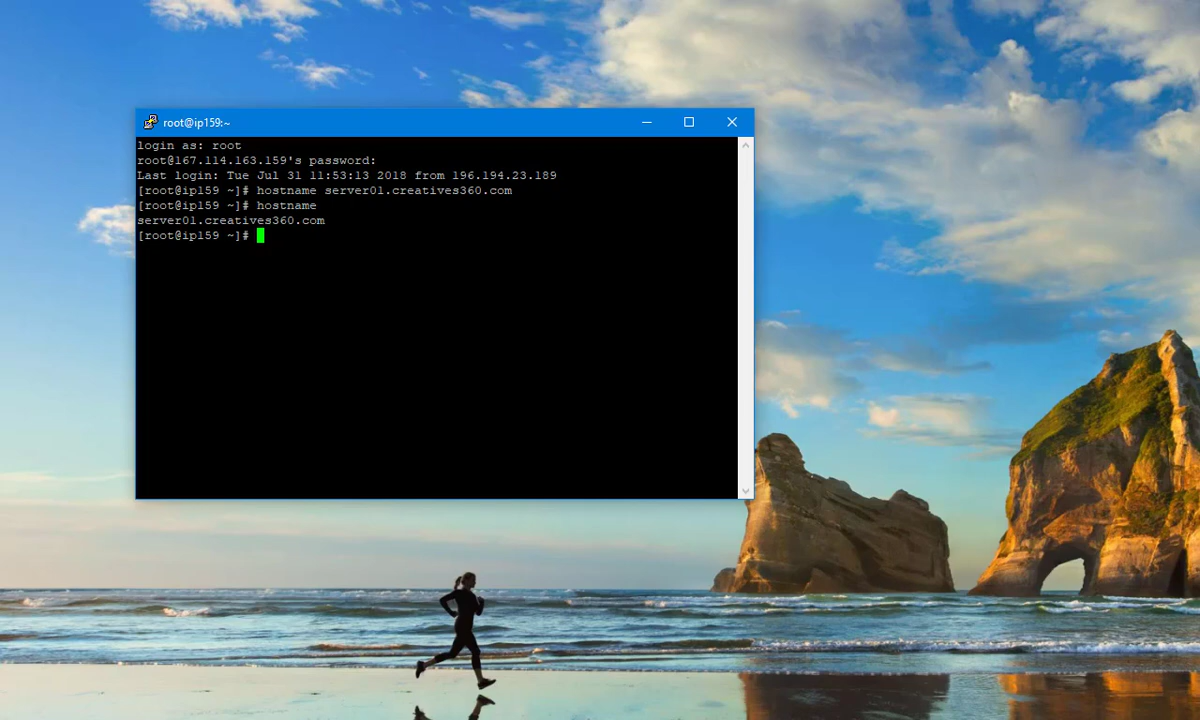 root@ip159:~
login as: root
root@167.114.163.159's password:
Last login: Tue Jul 31 11:53:13 2018 from 196.194.23.189
[root@ip159 ~]# hostname server01.creatives360.com
[root@ip159 ~]# hostname
server01.creatives360.com
[root@ip159 ~]#